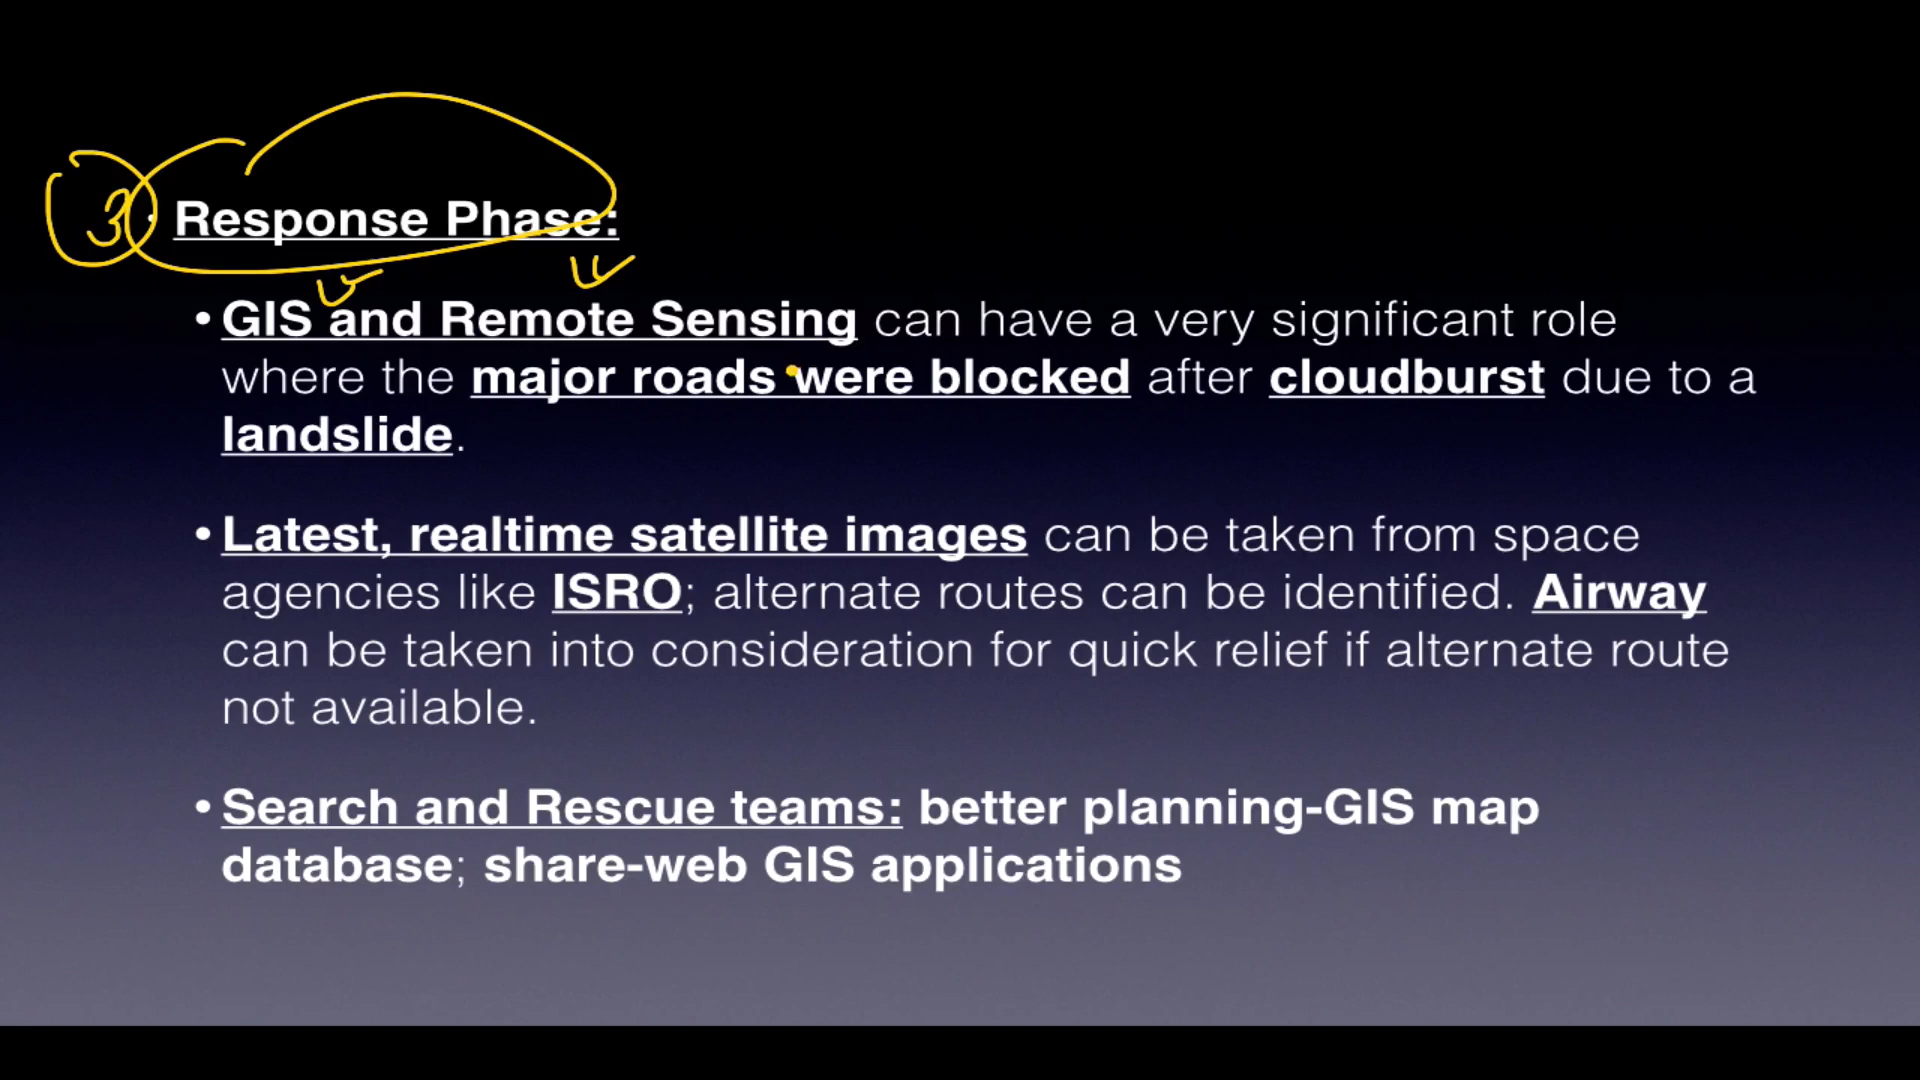 3 • Response Phase:
• GIS and Remote Sensing can have a very significant role
where the major roads were blocked after cloudburst due to a
landslide.
• Latest, realtime satellite images can be taken from space
agencies like ISRO; alternate routes can be identified. Airway
can be taken into consideration for quick relief if alternate route
not available.
• Search and Rescue teams: better planning-GIS map
database; share-web GIS applications